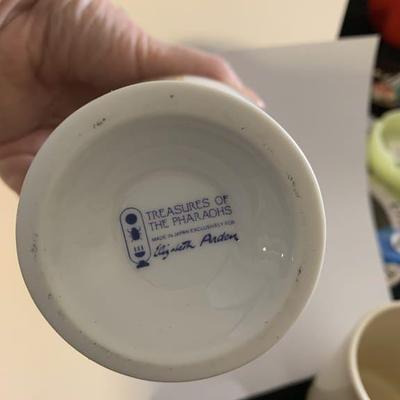 TREASURES OF
THE PHARAOHS
MADE IN JAPAN EXCLUSIVELY FOR
Elizabeth Arden